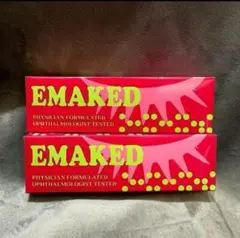 EMAKED
PHYSICIAN FORMULATED
OPHTHALMOLOGIST TESTED
EMAKED
PHYSICIAN FORMULATED
OPHTHALMOLOGIST TESTED